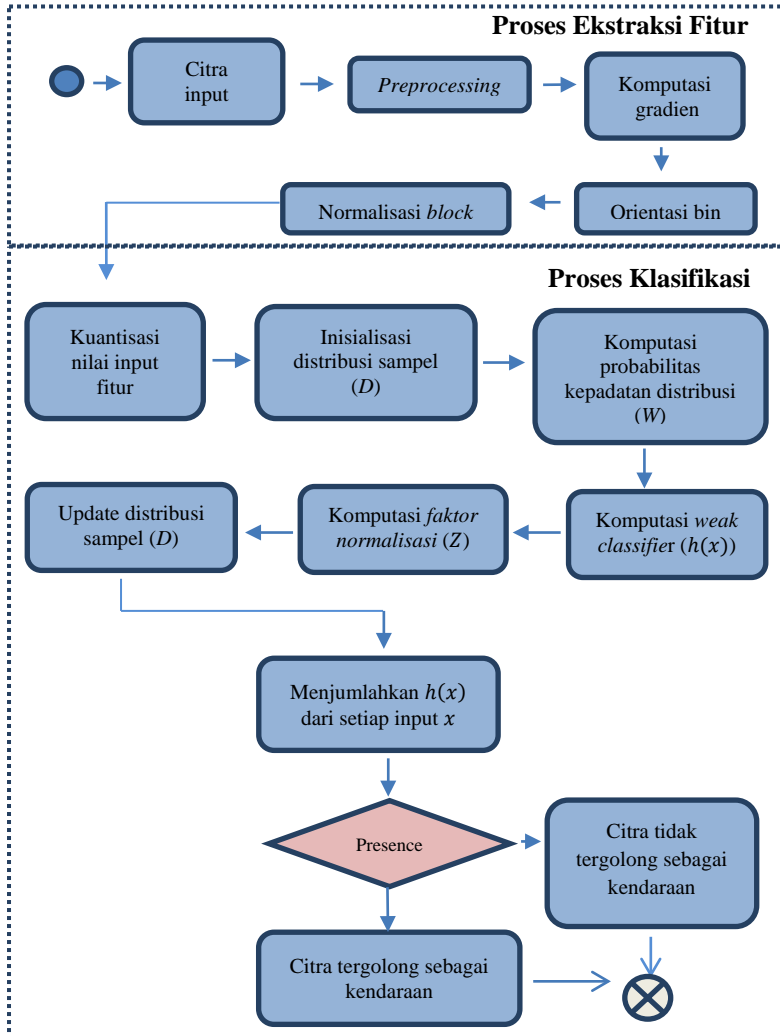 Proses Ekstraksi Fitur
Citra
input
Preprocessing
Komputasi
gradien
Orientasi bin
Normalisasi block
Proses Klasifikasi
Kuantisasi
nilai input
fitur
Inisialisasi
distribusi sampel
(D)
Komputasi
probabilitas
kepadatan distribusi
(W)
Komputasi weak
classifier (h(x))
Komputasi faktor
normalisasi (Z)
Update distribusi
sampel (D)
Menjumlahkan h(x)
dari setiap input x
Presence
Citra tidak
tergolong sebagai
kendaraan
Citra tergolong sebagai
kendaraan